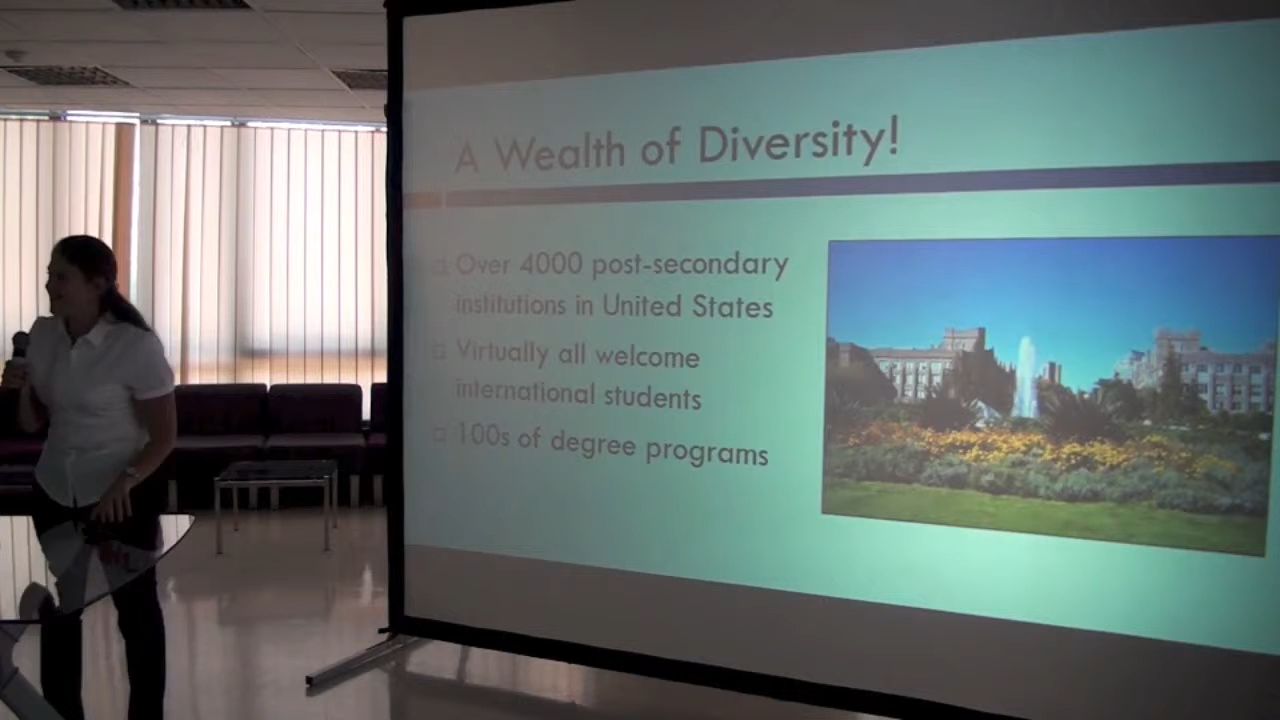 A Wealth of Diversity!
Over 4000 post-secondary
institutions in United States
Virtually all welcome
international students
100s of degree programs